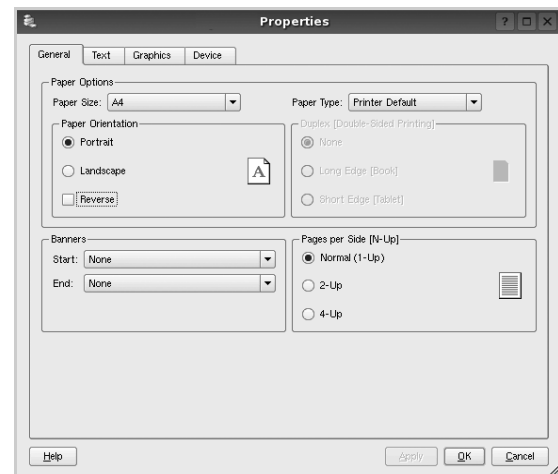 Properties
General Text Graphics Device
Paper Options
Paper Size: A4 Paper Type: Printer Default
Paper Orientation
Portrait
Landscape
Reverse
A
Duplex [Double-Sided Printing]
None
Long Edge [Book]
Short Edge [Tablet]
Banners
Start: None
End: None
Pages per Side [N-Up]
Normal (1-Up)
2-Up
4-Up
Help Apply OK Cancel